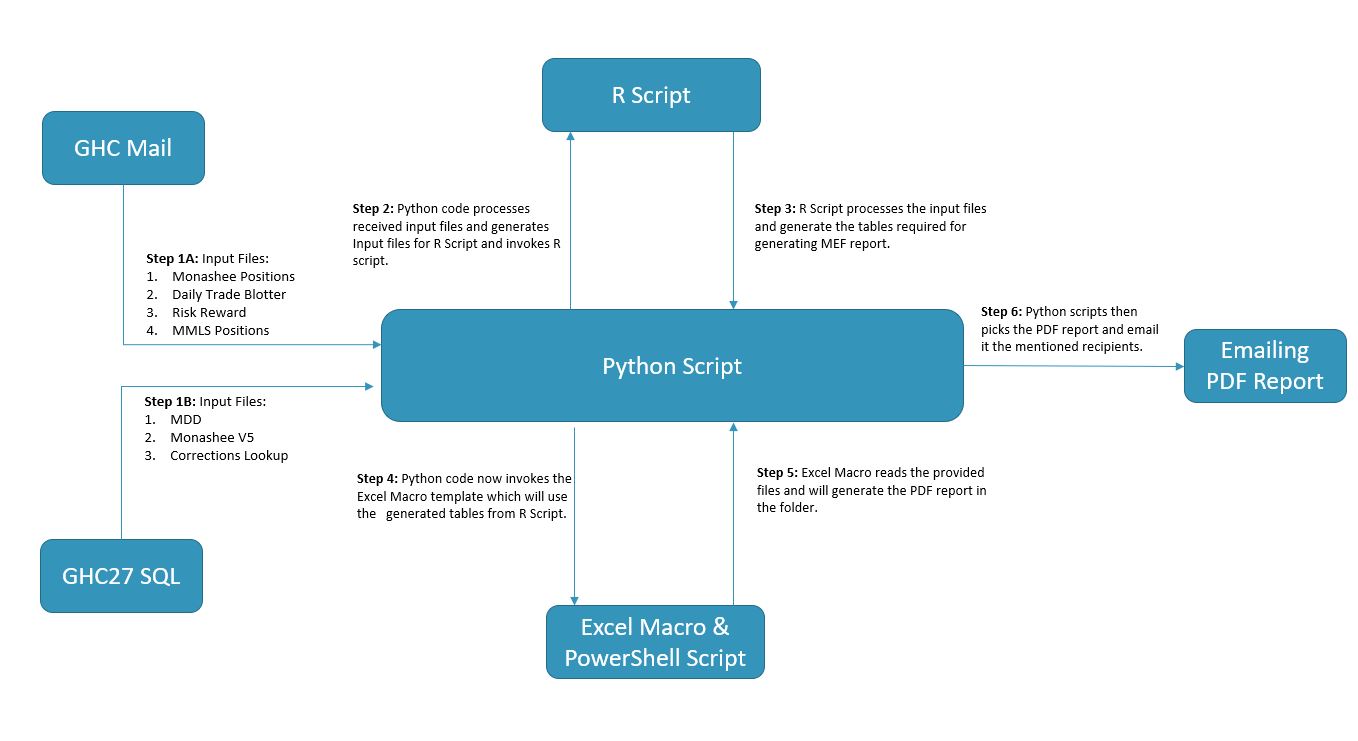 R Script
GHC Mail
Step 2: Python code processes
received input files and generates
Input files for R Script and invokes R
script.
Step 3: R Script processes the input files
and generate the tables required for
generating MEF report.
Step 1A: Input Files:
1. Monashee Positions
2. Daily Trade Blotter
3. Risk Reward
4. MMLS Positions
Python Script
Step 6: Python scripts then
picks the PDF report and email
it the mentioned recipients.
Emailing
PDF Report
Step 1B: Input Files:
1. MDD
2. Monashee V5
3. Corrections Lookup
Step 4: Python code now invokes the
Excel Macro template which will use
the generated tables from R Script.
Step 5: Excel Macro reads the provided
files and will generate the PDF report in
the folder.
GHC27 SQL
Excel Macro &
PowerShell Script